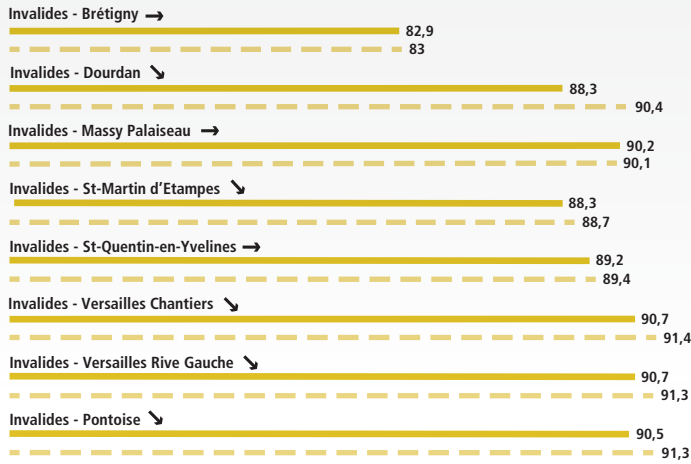 Invalides - Brétigny →
82,9
83
Invalides - Dourdan ↘
88,3
90,4
Invalides - Massy Palaiseau →
90,2
90,1
Invalides - St-Martin d'Etampes ↘
88,3
88,7
Invalides - St-Quentin-en-Yvelines →
89,2
89,4
Invalides - Versailles Chantiers ↘
90,7
91,4
Invalides - Versailles Rive Gauche ↘
90,7
91,3
Invalides - Pontoise ↘
90,5
91,3